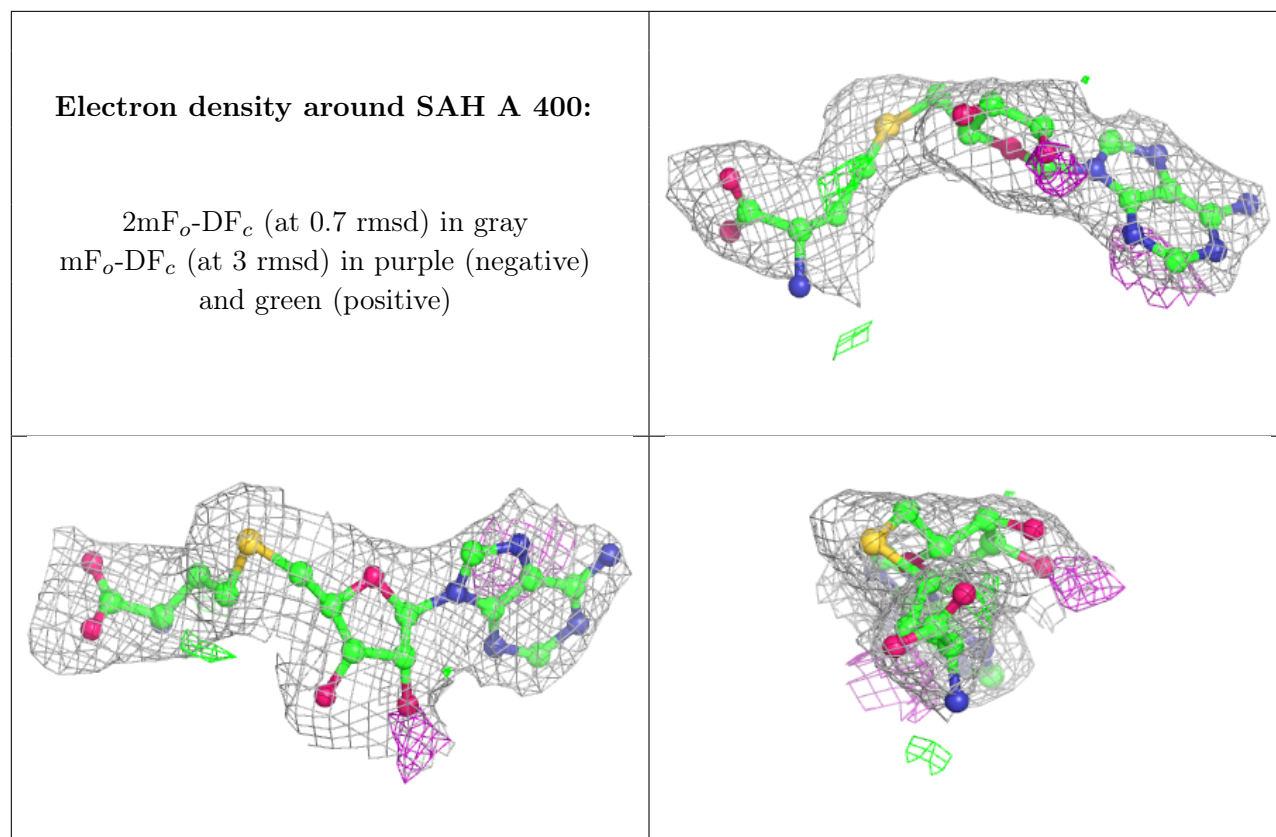 Electron density around SAH A 400:
2mFo-DFc (at 0.7 rmsd) in gray
mFo-DFc (at 3 rmsd) in purple (negative)
and green (positive)